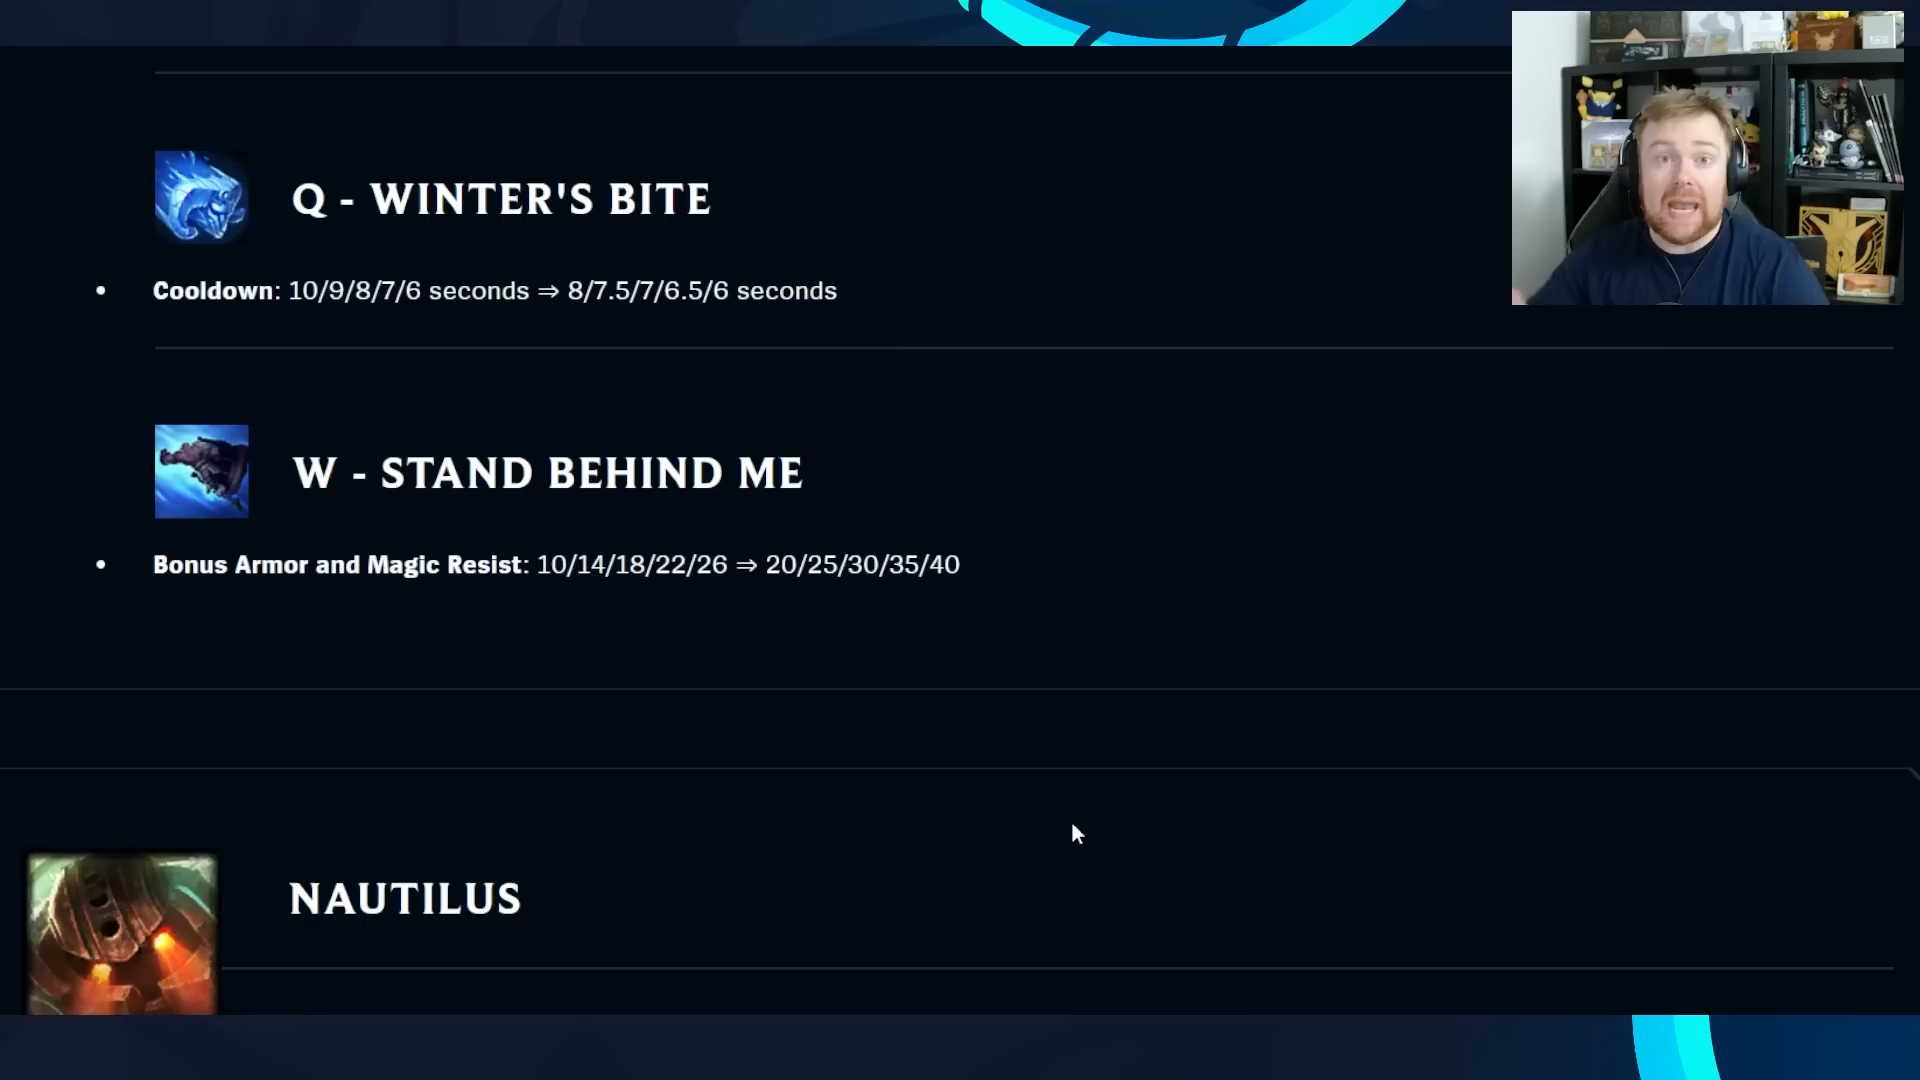 Q - WINTER'S BITE
• Cooldown: 10/9/8/7/6 seconds ⇒ 8/7.5/7/6.5/6 seconds
W - STAND BEHIND ME
• Bonus Armor and Magic Resist: 10/14/18/22/26 ⇒ 20/25/30/35/40
NAUTILUS